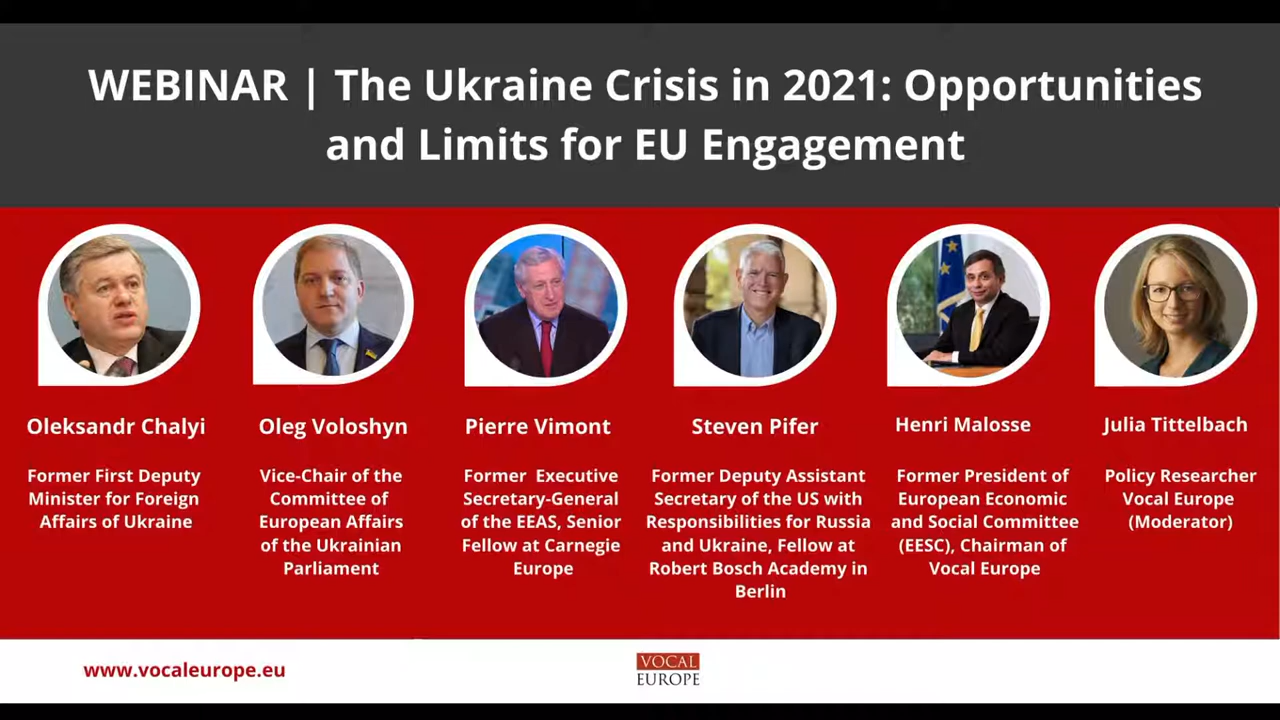 WEBINAR | The Ukraine Crisis in 2021: Opportunities
and Limits for EU Engagement
Oleksandr Chalyi
Former First Deputy
Minister for Foreign
Affairs of Ukraine
Oleg Voloshyn
Vice-Chair of the
Committee of
European Affairs
of the Ukrainian
Parliament
Pierre Vimont
Former Executive
Secretary-General
of the EEAS, Senior
Fellow at Carnegie
Europe
Steven Pifer
Former Deputy Assistant
Secretary of the US with
Responsibilities for Russia
and Ukraine, Fellow at
Robert Bosch Academy in
Berlin
Henri Malosse
Former President of
European Economic
and Social Committee
(EESC), Chairman of
Vocal Europe
Julia Tittelbach
Policy Researcher
Vocal Europe
(Moderator)
www.vocaleurope.eu
VOCAL
EUROPE